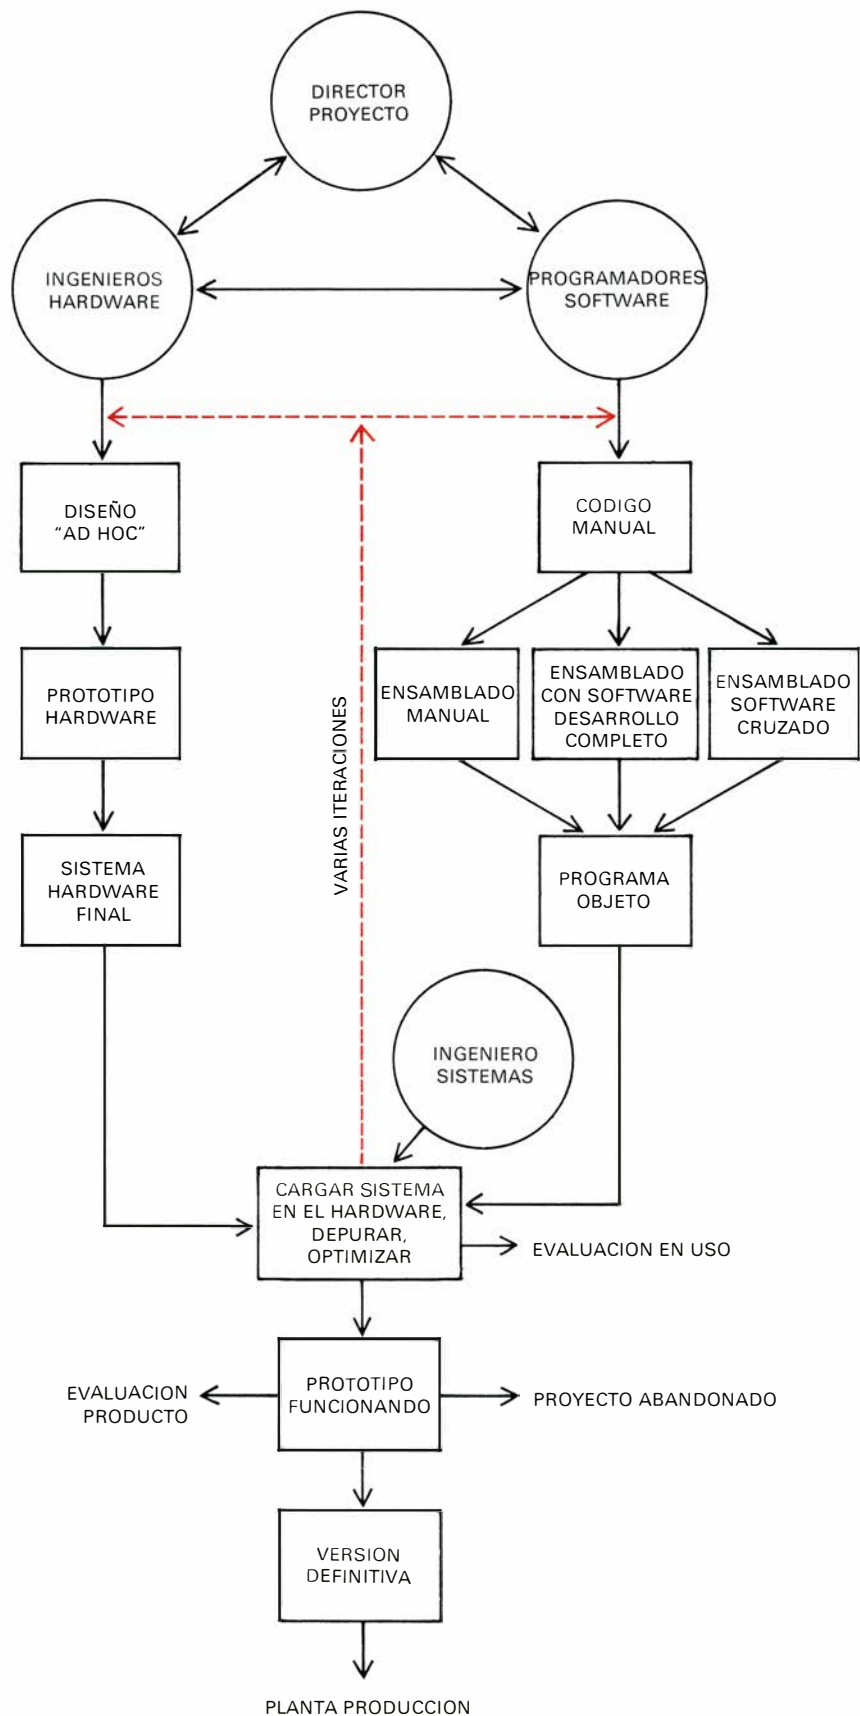 DIRECTOR
PROYECTO
INGENIEROS
HARDWARE
PROGRAMADORES
SOFTWARE
DISEÑO
“AD HOC”
CODIGO
MANUAL
PROTOTIPO
HARDWARE
ENSAMBLADO
MANUAL
ENSAMBLADO
CON SOFTWARE
DESARROLLO
COMPLETO
ENSAMBLADO
SOFTWARE
CRUZADO
VARIAS ITERACIONES
SISTEMA
HARDWARE
FINAL
PROGRAMA
OBJETO
INGENIERO
SISTEMAS
CARGAR SISTEMA
EN EL HARDWARE,
DEPURAR,
OPTIMIZAR
EVALUACION EN USO
EVALUACION
PRODUCTO
PROTOTIPO
FUNCIONANDO
PROYECTO ABANDONADO
VERSION
DEFINITIVA
PLANTA PRODUCCION